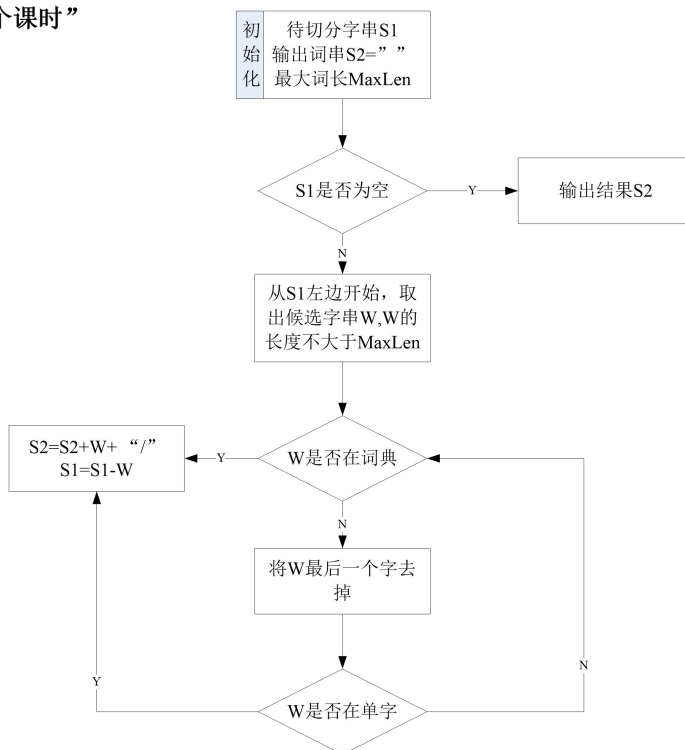 个课时”
初
始
化
待切分字串S1
输出词串S2=” ”
最大词长MaxLen
S1是否为空
Y
输出结果S2
N
从S1左边开始，取
出候选字串W,W的
长度不大于MaxLen
S2=S2+W+ “/”
S1=S1-W
Y
W是否在词典
N
将W最后一个字去
掉
Y
N
W是否在单字